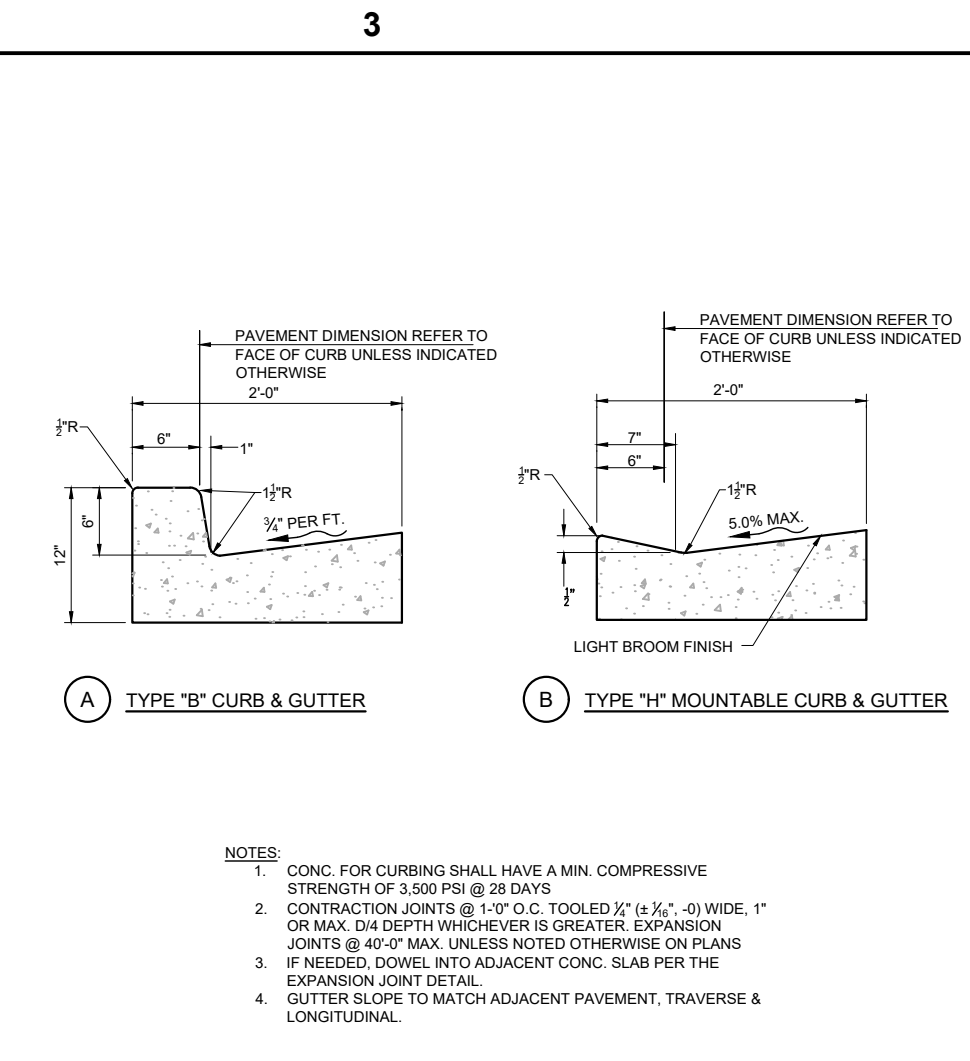 3
PAVEMENT DIMENSION REFER TO
FACE OF CURB UNLESS INDICATED
OTHERWISE
2'-0"
½"R
6"
1"
1½"R
¾" PER FT.
6"
12"
A
TYPE "B" CURB & GUTTER
PAVEMENT DIMENSION REFER TO
FACE OF CURB UNLESS INDICATED
OTHERWISE
2'-0"
7"
6"
½"R
1½"R
5.0% MAX.
½"
LIGHT BROOM FINISH
B
TYPE "H" MOUNTABLE CURB & GUTTER
NOTES:
1. CONC. FOR CURBING SHALL HAVE A MIN. COMPRESSIVE
STRENGTH OF 3,500 PSI @ 28 DAYS
2. CONTRACTION JOINTS @ 1-'0" O.C. TOOLED ¼" (± 1⁄16", -0) WIDE, 1"
OR MAX. D/4 DEPTH WHICHEVER IS GREATER. EXPANSION
JOINTS @ 40'-0" MAX. UNLESS NOTED OTHERWISE ON PLANS
3. IF NEEDED, DOWEL INTO ADJACENT CONC. SLAB PER THE
EXPANSION JOINT DETAIL.
4. GUTTER SLOPE TO MATCH ADJACENT PAVEMENT, TRAVERSE &
LONGITUDINAL.